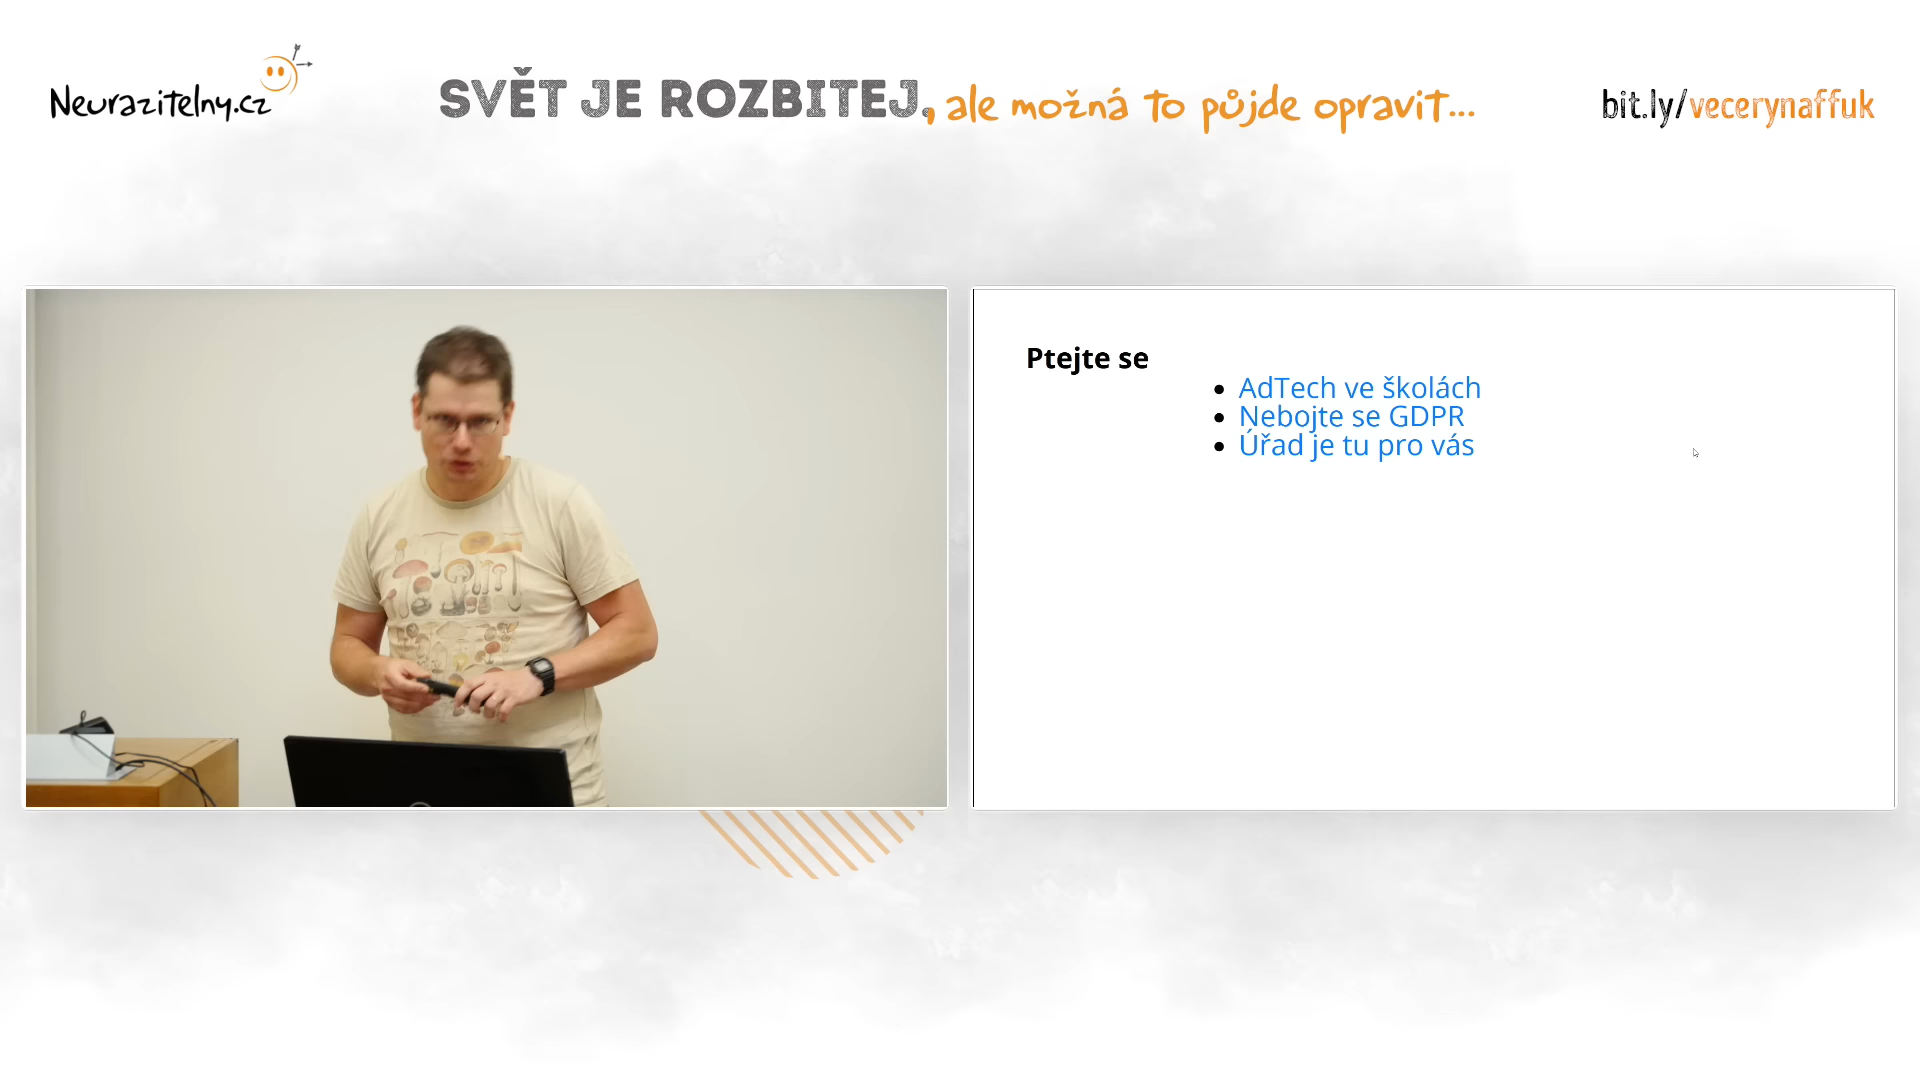 Neurazitelny.cz
SVĚT JE ROZBITEJ, ale možná to půjde opravit...
bit.ly/vecerynaffuk
Ptejte se
AdTech ve školách
Nebojte se GDPR
Úřad je tu pro vás